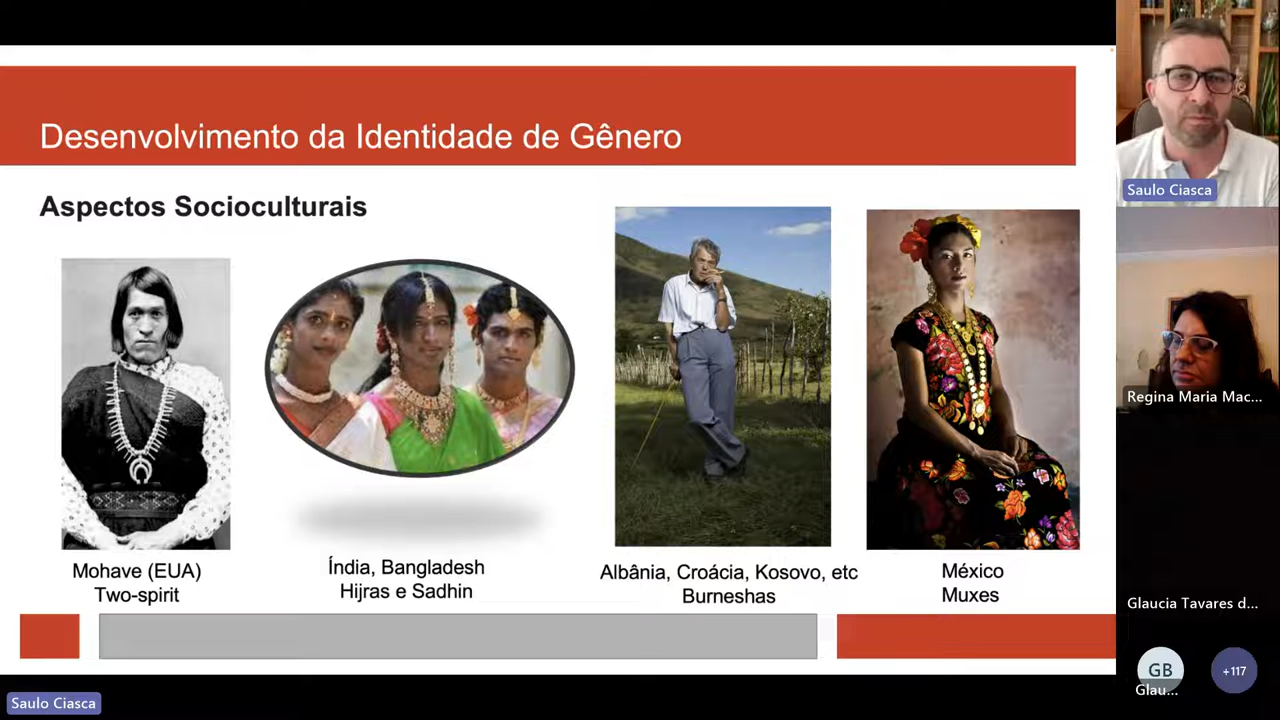 Desenvolvimento da Identidade de Gênero
Aspectos Socioculturais
Mohave (EUA)
Two-spirit
Índia, Bangladesh
Hijras e Sadhin
Albânia, Croácia, Kosovo, etc
Burneshas
México
Muxes
Saulo Ciasca
Saulo Ciasca
Regina Maria Mac...
Glaucia Tavares d...
GB
Glau...
+117